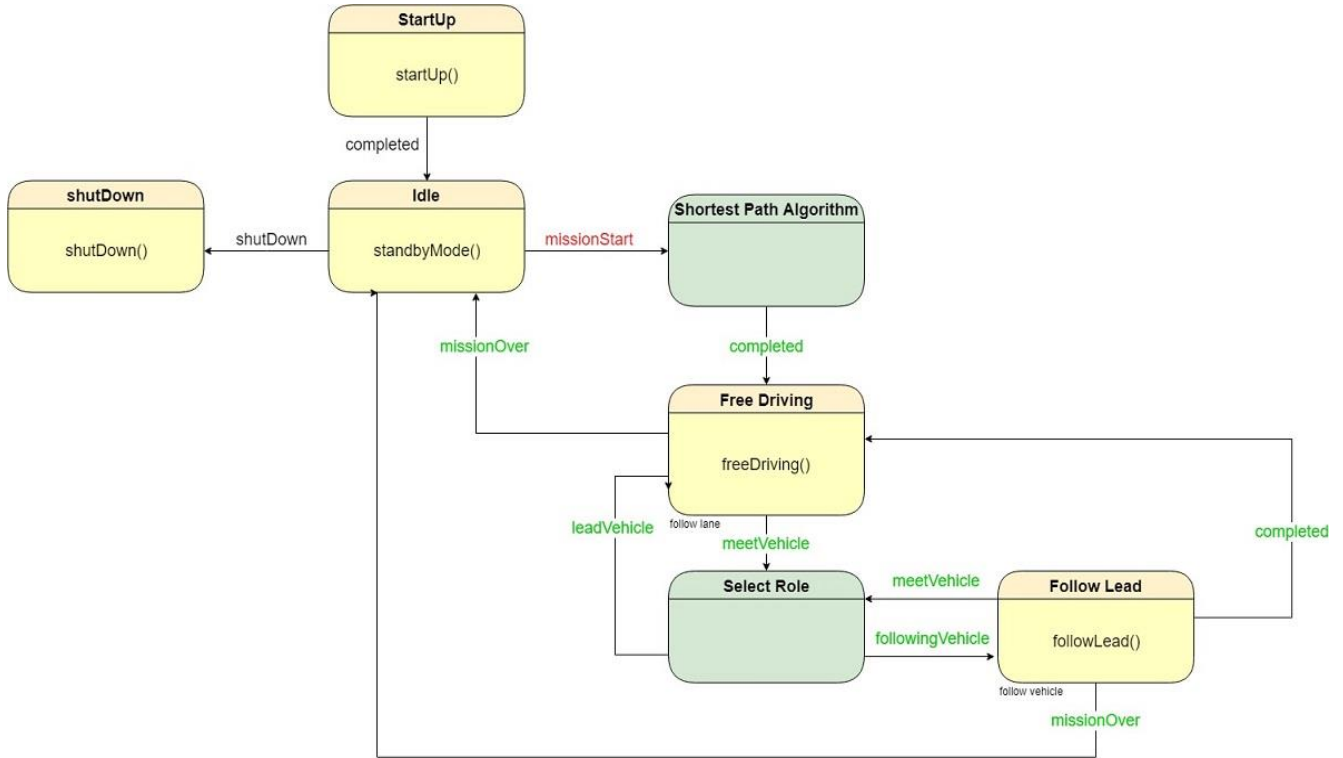 StartUp
startUp()
completed
shutDown
shutDown()
shutDown
Idle
standbyMode()
missionStart
Shortest Path Algorithm
missionOver
completed
Free Driving
freeDriving()
follow lane
leadVehicle
meetVehicle
completed
Select Role
meetVehicle
followingVehicle
Follow Lead
followLead()
follow vehicle
missionOver